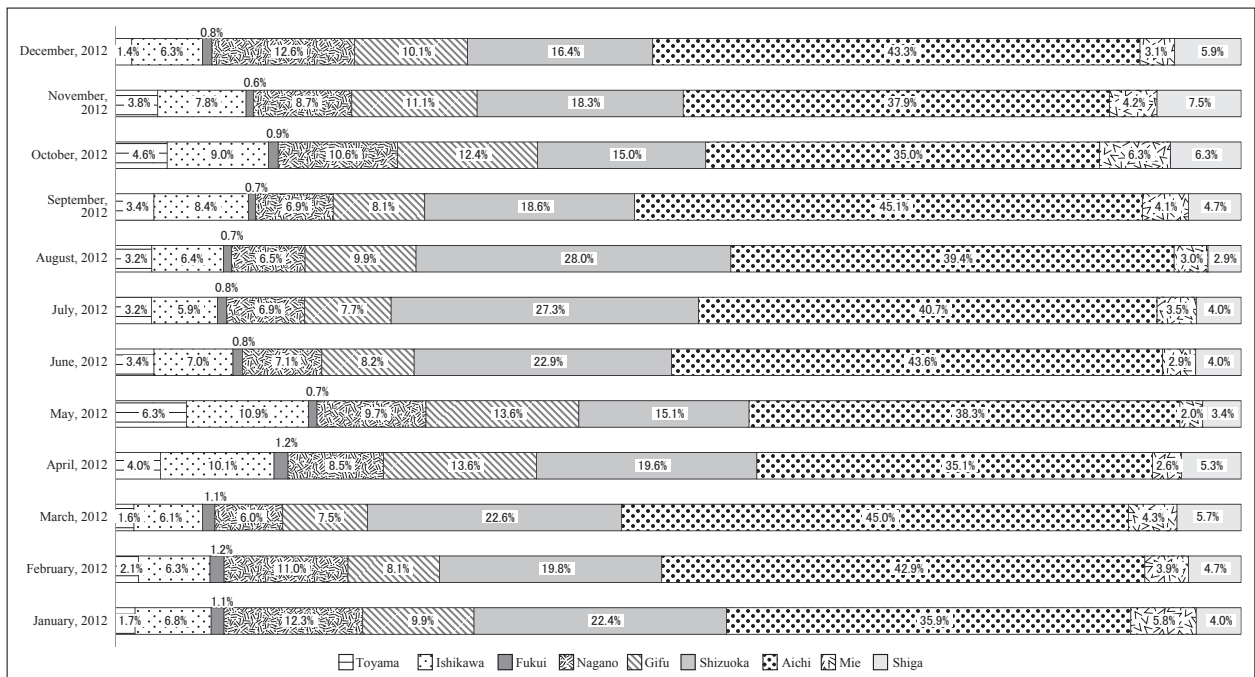 0.8%
December, 2012 1.4% 6.3% 12.6% 10.1% 16.4% 43.3% 3.1% 5.9%
0.6%
November,
2012 3.8% 7.8% 8.7% 11.1% 18.3% 37.9% 4.2% 7.5%
0.9%
October, 2012 4.6% 9.0% 10.6% 12.4% 15.0% 35.0% 6.3% 6.3%
0.7%
September,
2012 3.4% 8.4% 6.9% 8.1% 18.6% 45.1% 4.1% 4.7%
0.7%
August, 2012 3.2% 6.4% 6.5% 9.9% 28.0% 39.4% 3.0% 2.9%
0.8%
July, 2012 3.2% 5.9% 6.9% 7.7% 27.3% 40.7% 3.5% 4.0%
0.8%
June, 2012 3.4% 7.0% 7.1% 8.2% 22.9% 43.6% 2.9% 4.0%
0.7%
May, 2012 6.3% 10.9% 9.7% 13.6% 15.1% 38.3% 2.0% 3.4%
1.2%
April, 2012 4.0% 10.1% 8.5% 13.6% 19.6% 35.1% 2.6% 5.3%
1.1%
March, 2012 1.6% 6.1% 6.0% 7.5% 22.6% 45.0% 4.3% 5.7%
1.2%
February, 2012 2.1% 6.3% 11.0% 8.1% 19.8% 42.9% 3.9% 4.7%
1.1%
January, 2012 1.7% 6.8% 12.3% 9.9% 22.4% 35.9% 5.8% 4.0%
Toyama Ishikawa Fukui Nagano Gifu Shizuoka Aichi Mie Shiga